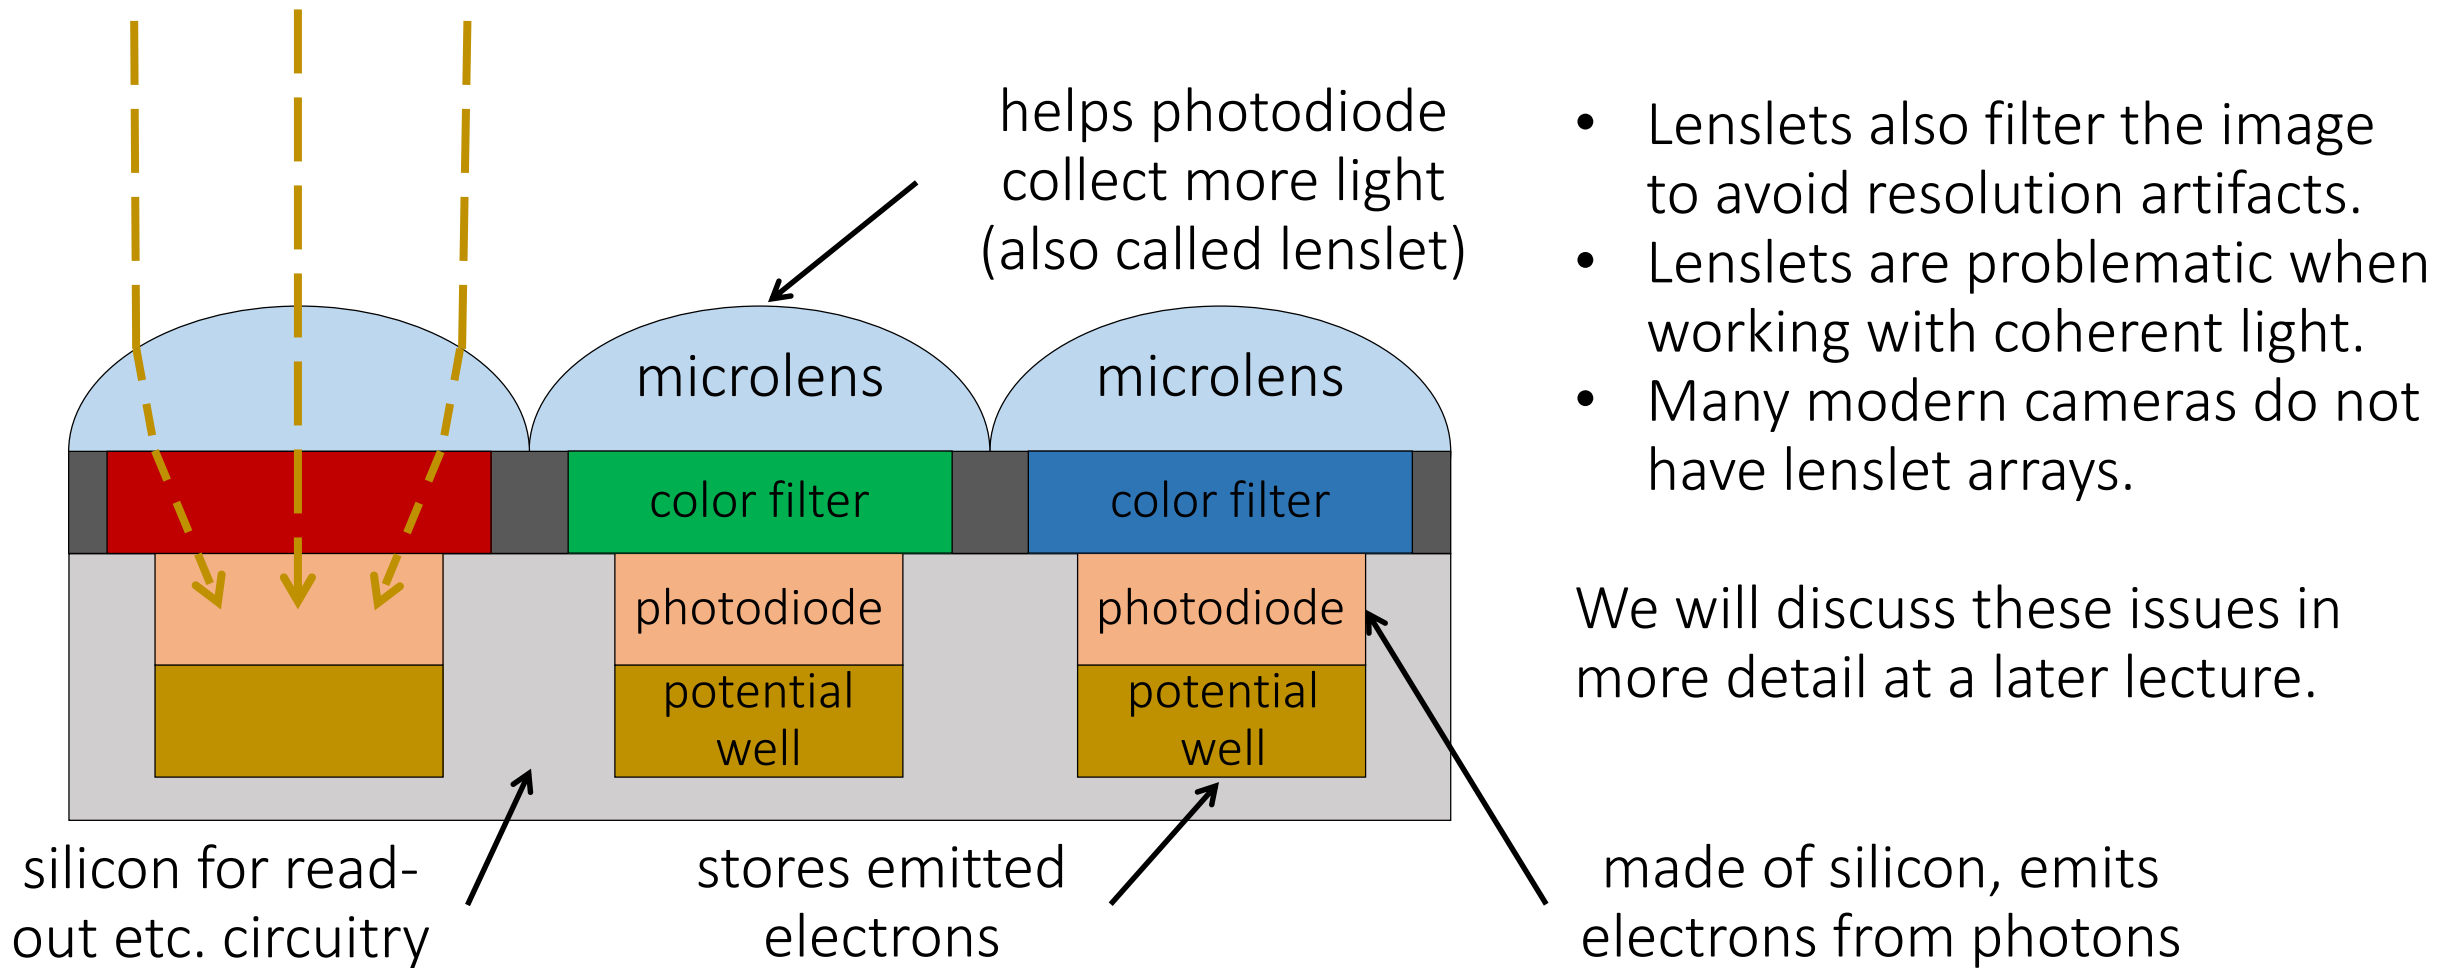 helps photodiode
collect more light
(also called lenslet)
microlens
microlens
color filter
color filter
photodiode
photodiode
potential
well
potential
well
silicon for read-
out etc. circuitry
stores emitted
electrons
made of silicon, emits
electrons from photons
• Lenslets also filter the image
to avoid resolution artifacts.
• Lenslets are problematic when
working with coherent light.
• Many modern cameras do not
have lenslet arrays.
We will discuss these issues in
more detail at a later lecture.